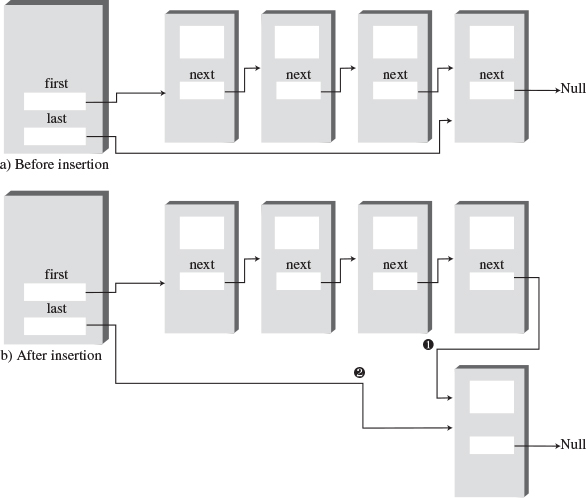 next next next next
first
Null
last
a) Before insertion
next next next next
first
last
❶
b) After insertion
❷
Null